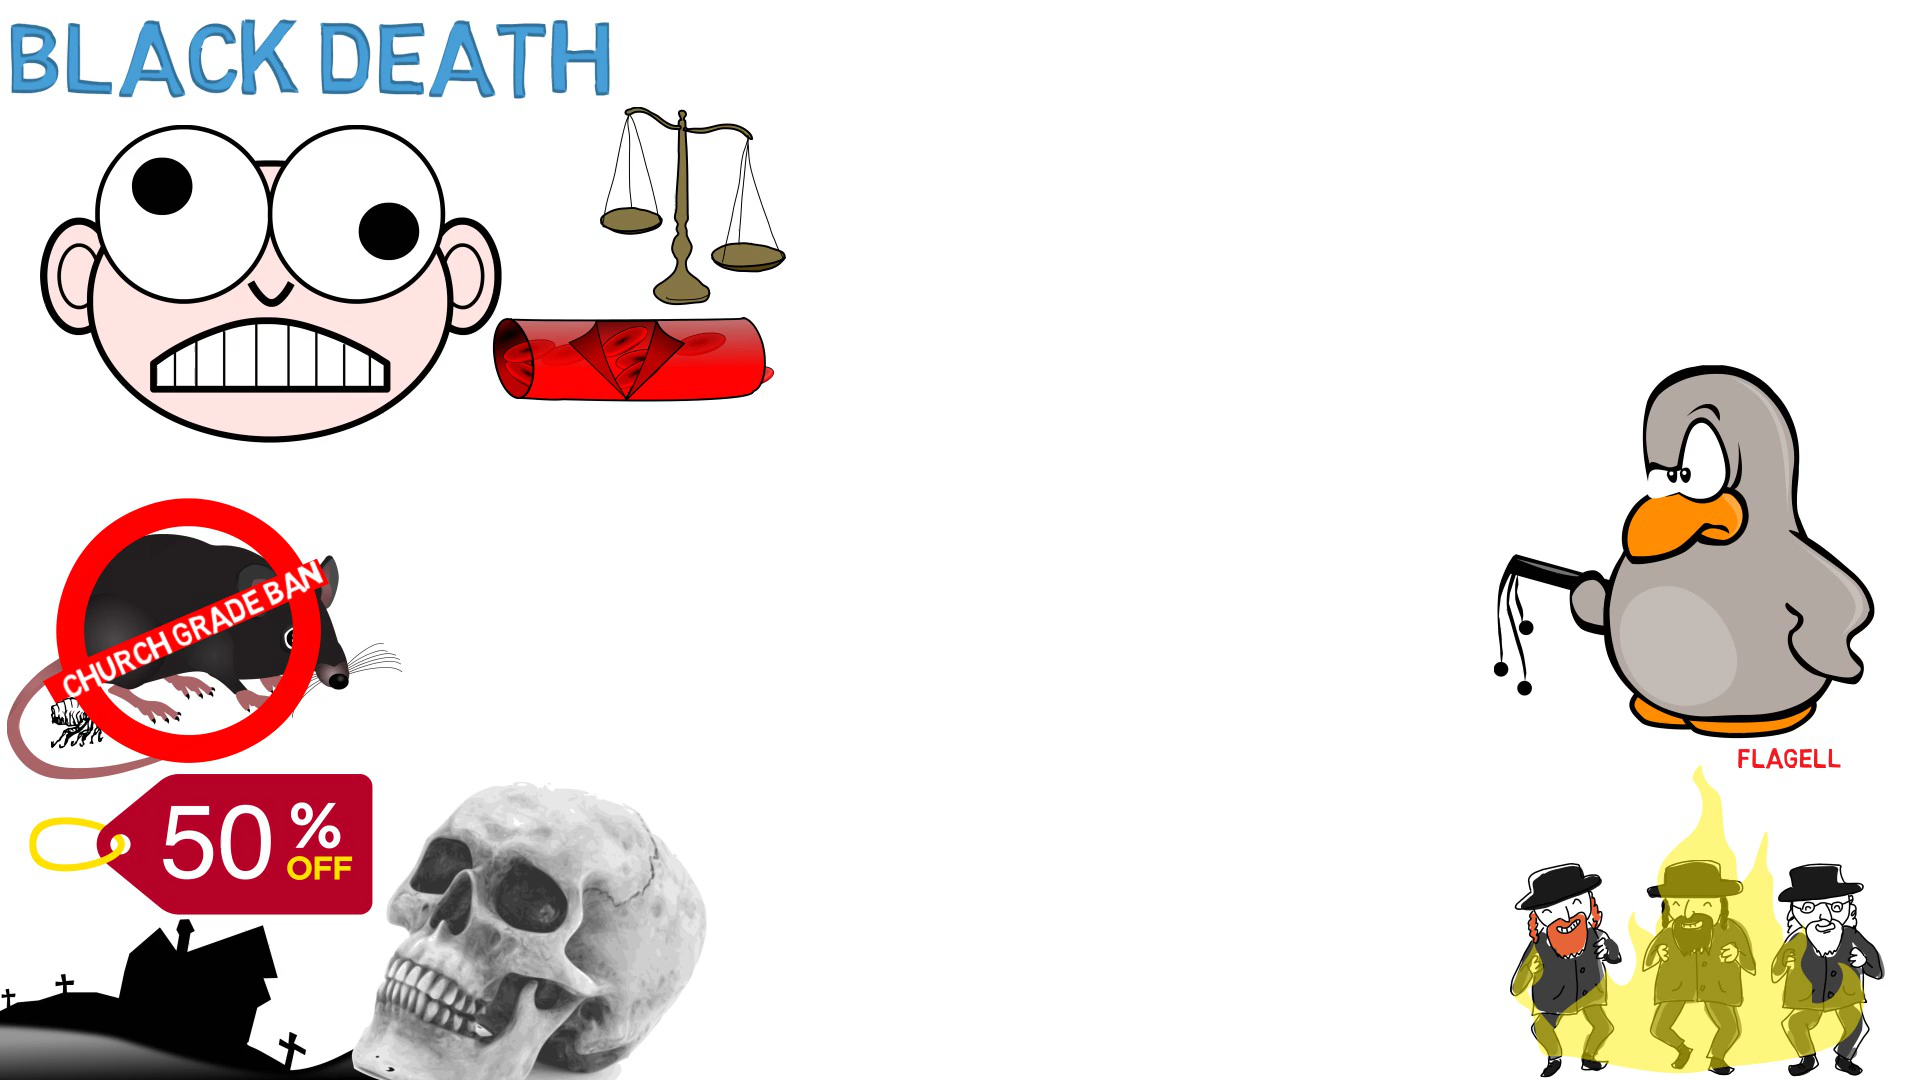 BLACK DEATH
CHURCH GRADE BAN
50 %
OFF
FLAGELL